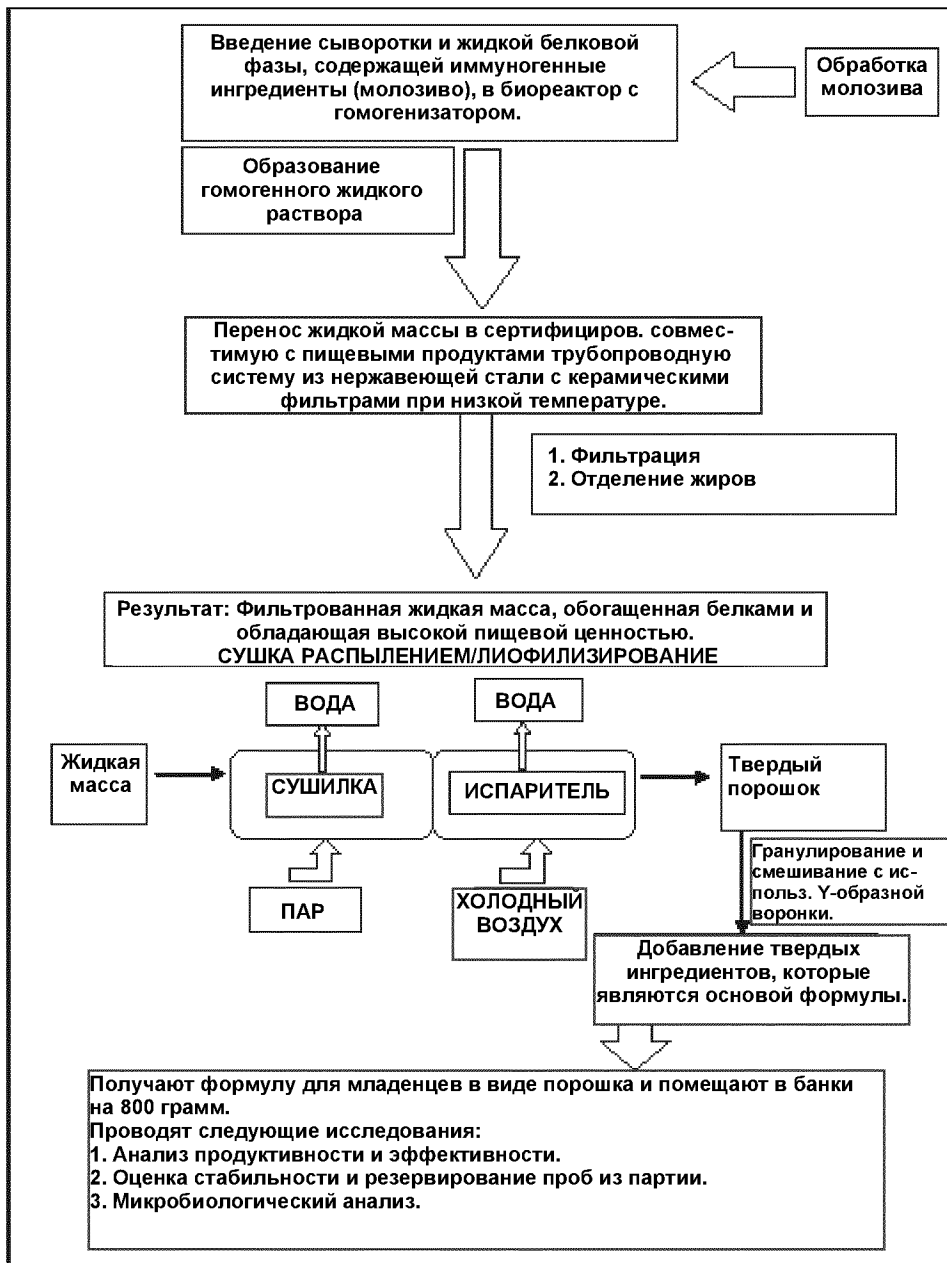 Введение сыворотки и жидкой белковой
фазы, содержащей иммуногенные
ингредиенты (молозиво), в биореактор с
гомогенизатором.
Обработка
молозива
Образование
гомогенного жидкого
раствора
Перенос жидкой массы в сертифициров. совмес-
тимую с пищевыми продуктами трубопроводную
систему из нержавеющей стали с керамическими
фильтрами при низкой температуре.
1. Фильтрация
2. Отделение жиров
Результат: Фильтрованная жидкая масса, обогащенная белками и
обладающая высокой пищевой ценностью.
СУШКА РАСПЫЛЕНИЕМ/ЛИОФИЛИЗИРОВАНИЕ
ВОДА
ВОДА
Жидкая
масса
СУШИЛКА
ИСПАРИТЕЛЬ
Твердый
порошок
ПАР
ХОЛОДНЫЙ
ВОЗДУХ
Гранулирование и
смешивание с ис-
польз. Y-образной
воронки.
Добавление твердых
ингредиентов, которые
являются основой формулы.
Получают формулу для младенцев в виде порошка и помещают в банки
на 800 грамм.
Проводят следующие исследования:
1. Анализ продуктивности и эффективности.
2. Оценка стабильности и резервирование проб из партии.
3. Микробиологический анализ.